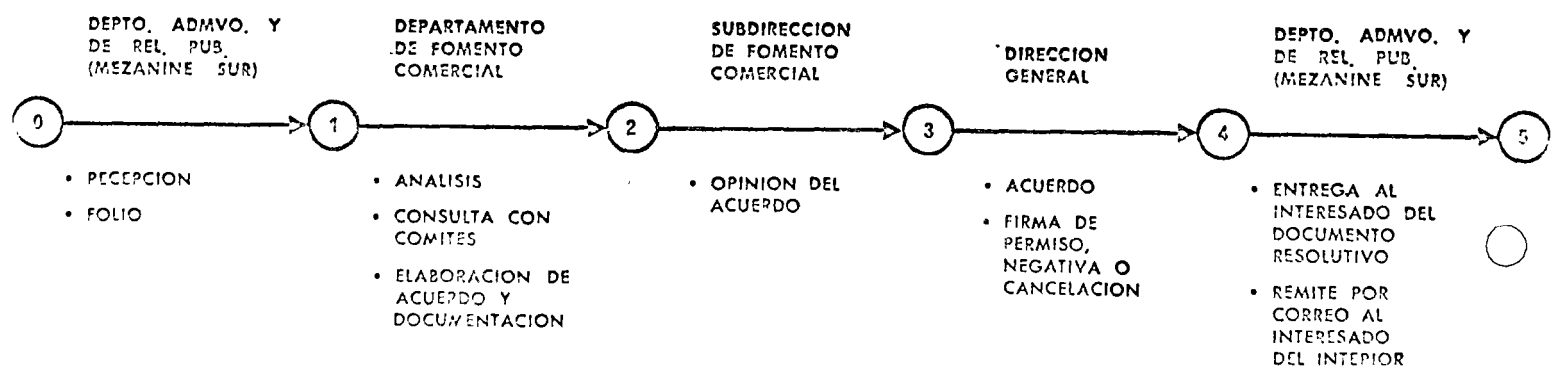 DEPTO. ADMVO. Y
DE REL. PUB.
(MEZANINE SUR)
DEPARTAMENTO
DE FOMENTO
COMERCIAL
SUBDIRECCION
DE FOMENTO
COMERCIAL
DIRECCION
GENERAL
DEPTO. ADMVO. Y
DE REL. PUB.
(MEZANINE SUR)
0
1
2
3
4
5
• RECEPCION
• FOLIO
• ANALISIS
• CONSULTA CON
COMITES
• ELABORACION DE
ACUERDO Y
DOCUMENTACION
• OPINION DEL
ACUERDO
• ACUERDO
• FIRMA DE
PERMISO,
NEGATIVA O
CANCELACION
• ENTREGA AL
INTERESADO DEL
DOCUMENTO
RESOLUTIVO
• REMITE POR
CORREO AL
INTERESADO
DEL INTERIOR